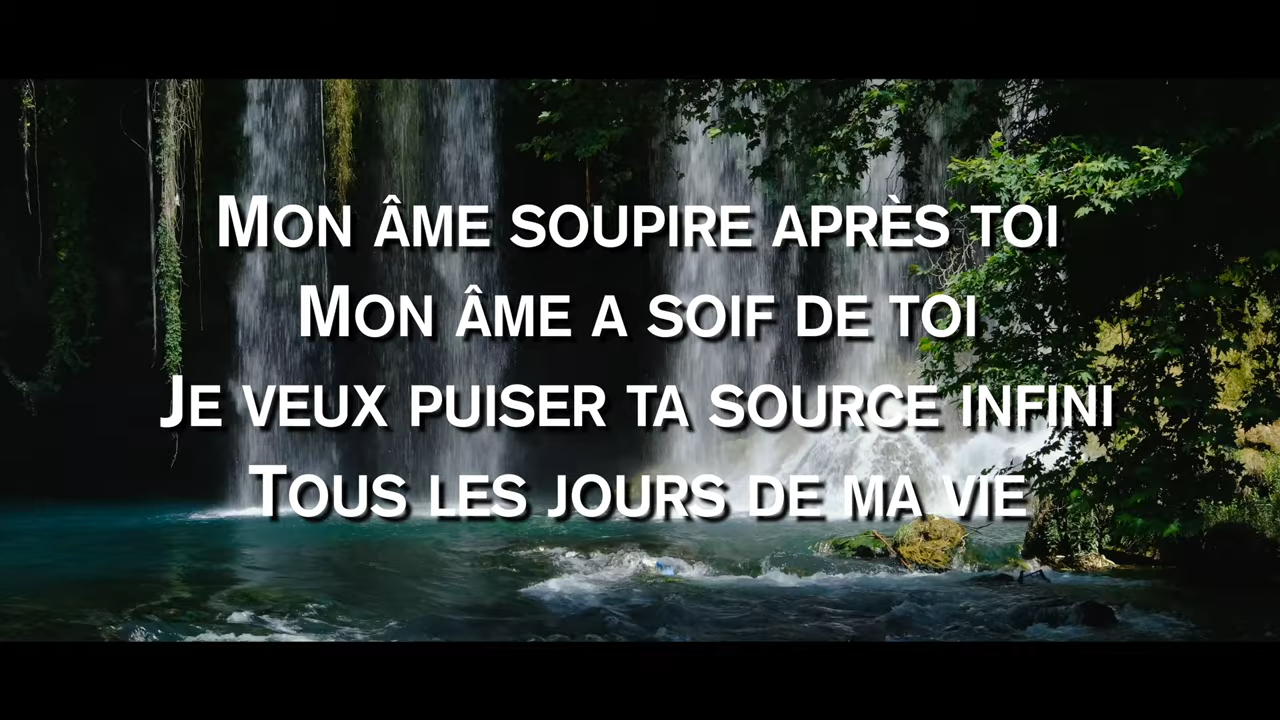 Mon âme soupire après toi
Mon âme a soif de toi
Je veux puiser ta source infini
Tous les jours de ma vie